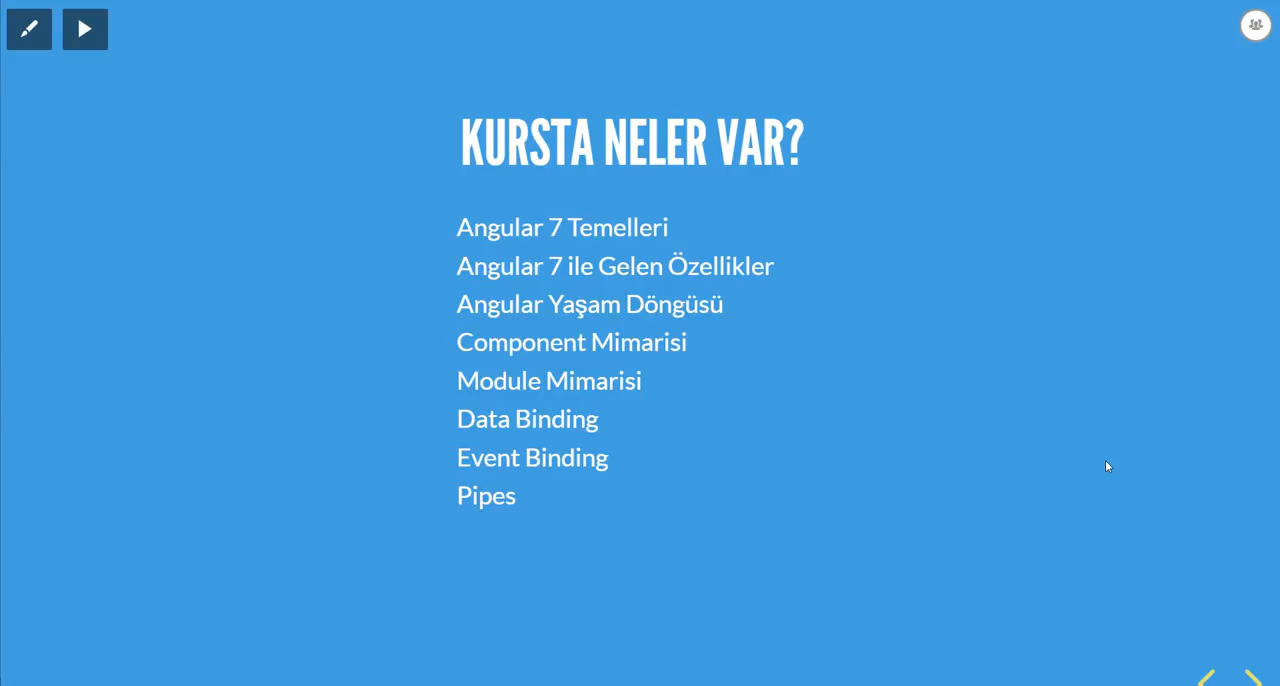 KURSTA NELER VAR?
Angular 7 Temelleri
Angular 7 ile Gelen Özellikler
Angular Yaşam Döngüsü
Component Mimarisi
Module Mimarisi
Data Binding
Event Binding
Pipes